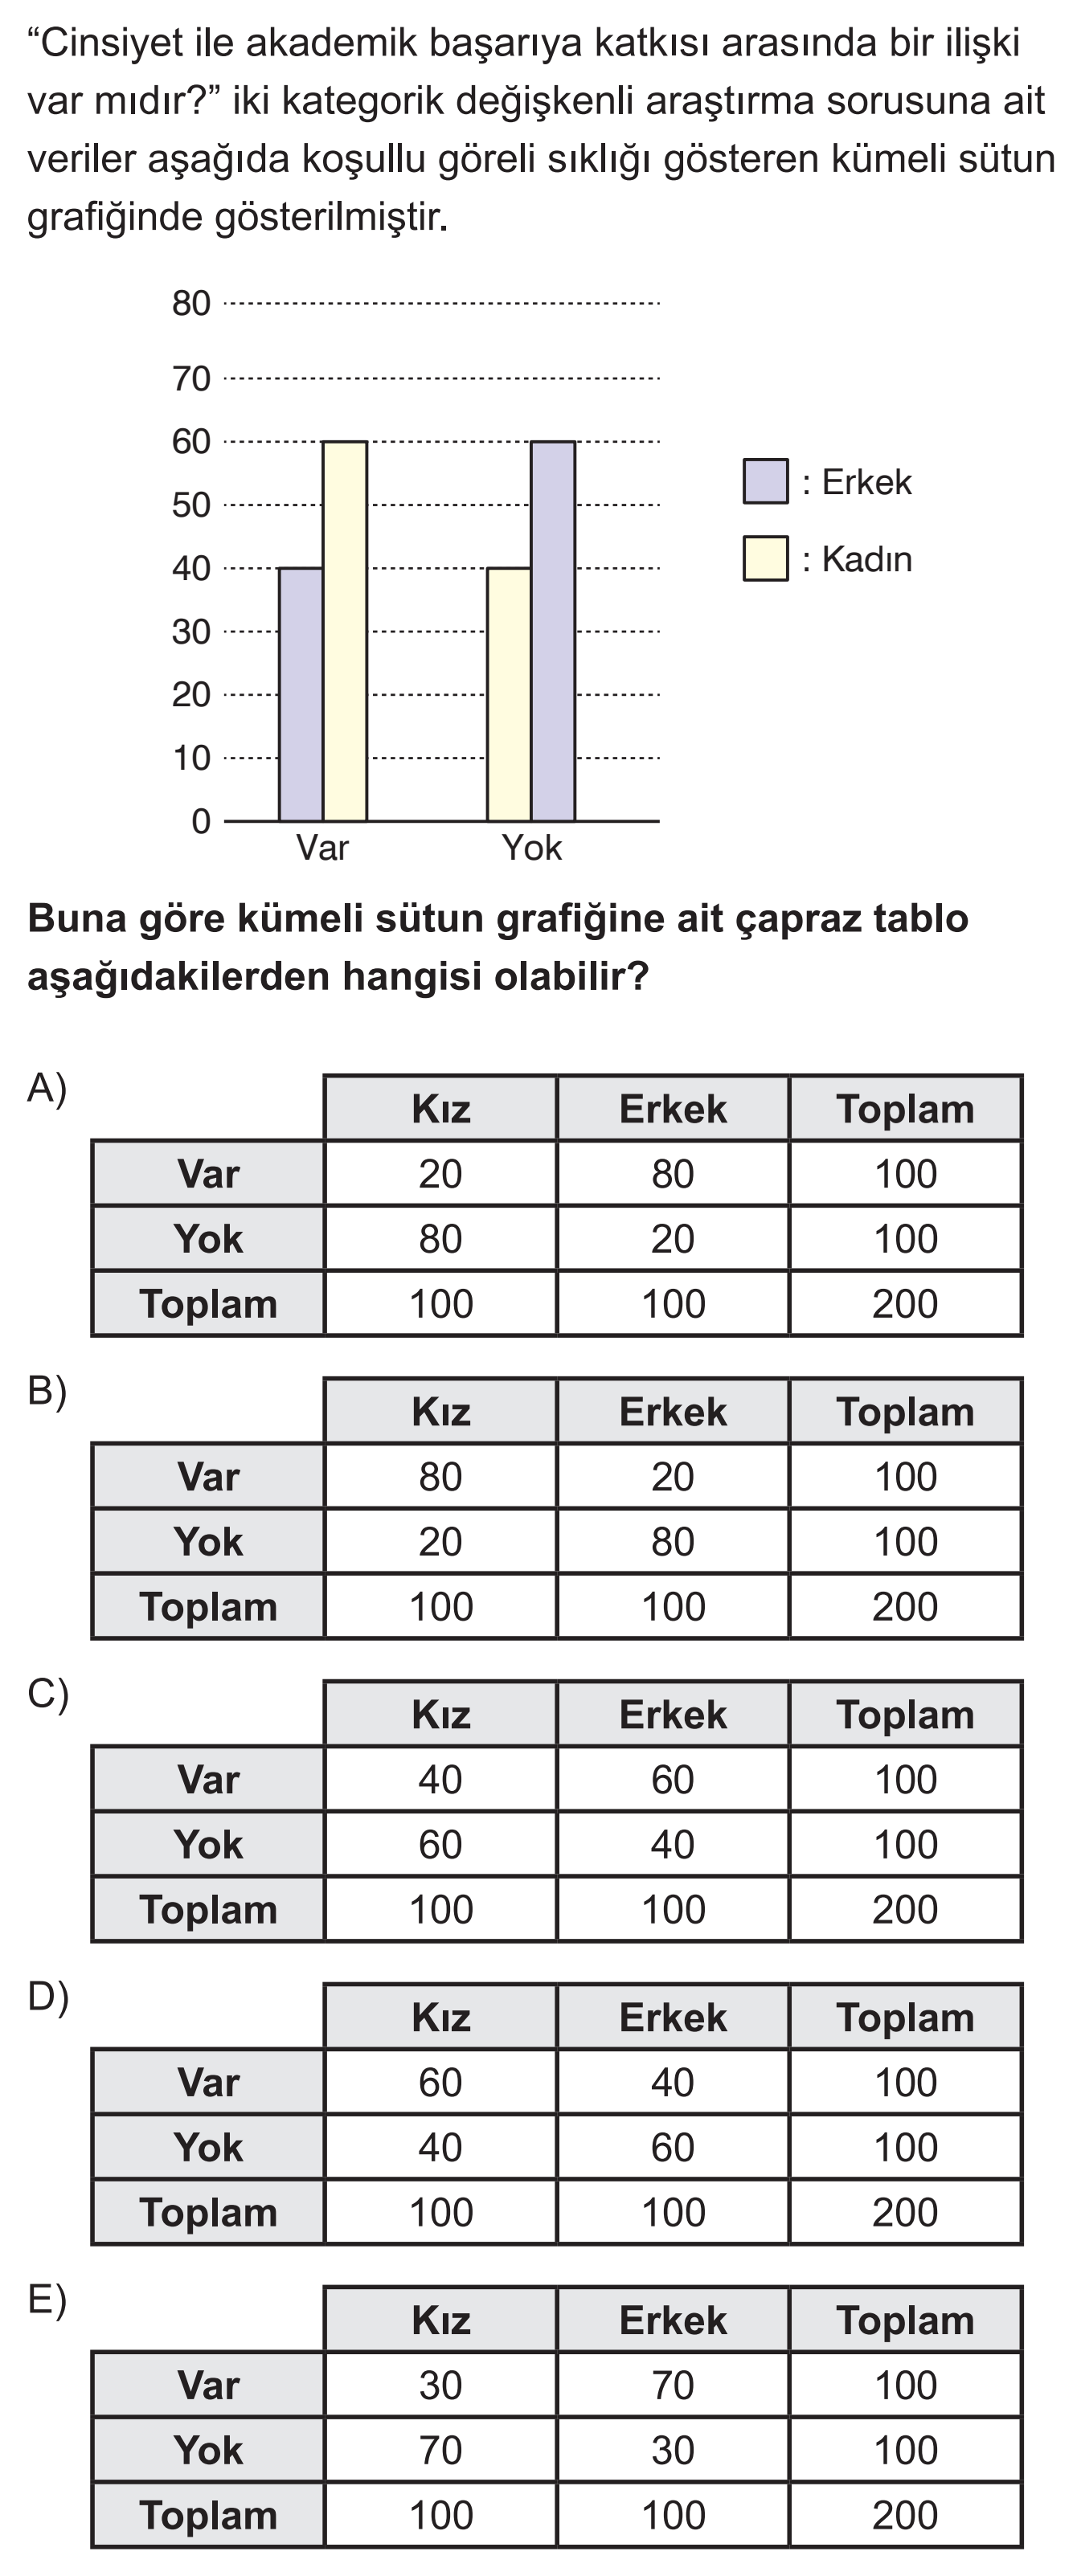 “Cinsiyet ile akademik başarıya katkısı arasında bir ilişki
var mıdır?” iki kategorik değişkenli araştırma sorusuna ait
veriler aşağıda koşullu göreli sıklığı gösteren kümeli sütun
grafiğinde gösterilmiştir.
80
70
60
50
40
30
20
10
0
Var Yok
: Erkek
: Kadın
Buna göre kümeli sütun grafiğine ait çapraz tablo
aşağıdakilerden hangisi olabilir?
A)
Kız Erkek Toplam
Var 20 80 100
Yok 80 20 100
Toplam 100 100 200
B)
Kız Erkek Toplam
Var 80 20 100
Yok 20 80 100
Toplam 100 100 200
C)
Kız Erkek Toplam
Var 40 60 100
Yok 60 40 100
Toplam 100 100 200
D)
Kız Erkek Toplam
Var 60 40 100
Yok 40 60 100
Toplam 100 100 200
E)
Kız Erkek Toplam
Var 30 70 100
Yok 70 30 100
Toplam 100 100 200